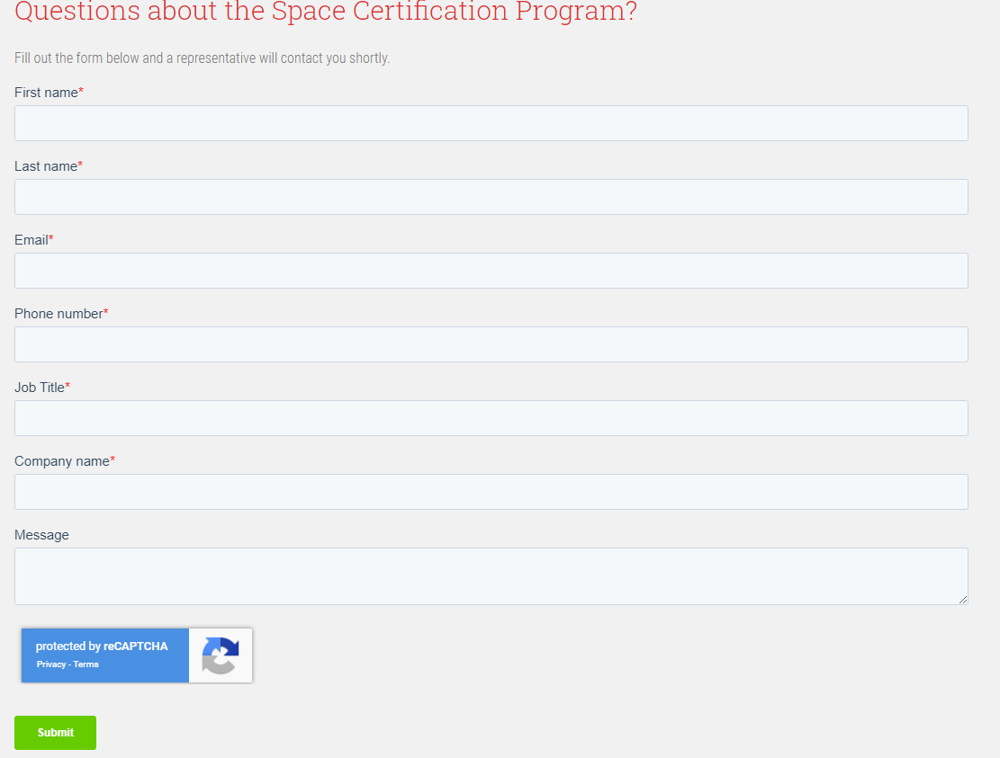 Questions about the Space Certification Program?
Fill out the form below and a representative will contact you shortly.
First name*
Last name*
Email*
Phone number*
Job Title*
Company name*
Message
protected by reCAPTCHA
Privacy - Terms
Submit